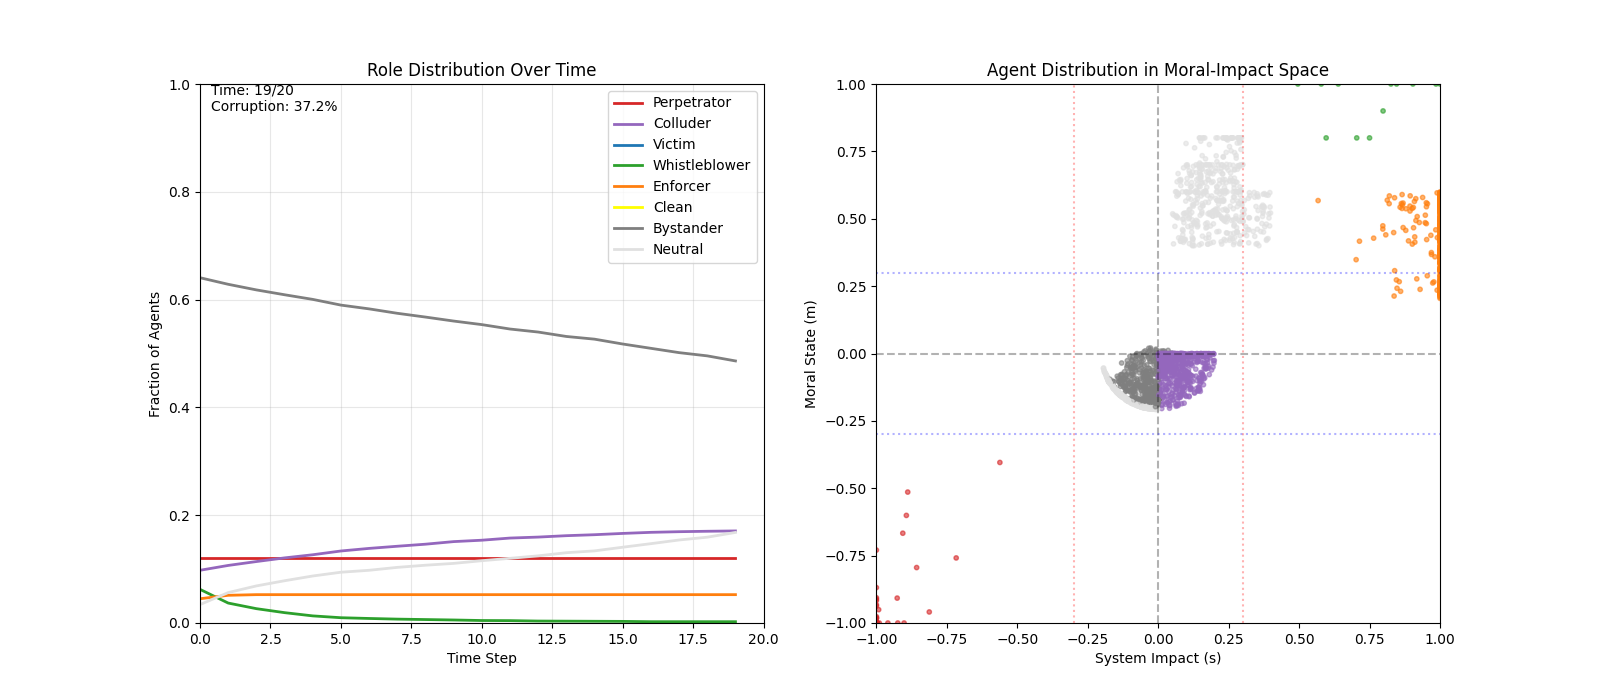 Role Distribution Over Time
Time: 19/20
Corruption: 37.2%
Perpetrator
Colluder
Victim
Whistleblower
Enforcer
Clean
Bystander
Neutral
Fraction of Agents
1.0
0.8
0.6
0.4
0.2
0.0
0.0 2.5 5.0 7.5 10.0 12.5 15.0 17.5 20.0
Time Step
Agent Distribution in Moral-Impact Space
Moral State (m)
1.00
0.75
0.50
0.25
0.00
−0.25
−0.50
−0.75
−1.00
−1.00 −0.75 −0.50 −0.25 0.00 0.25 0.50 0.75 1.00
System Impact (s)